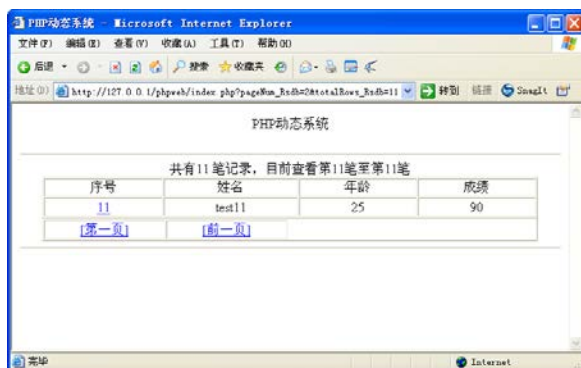 PHP动态系统 - Microsoft Internet Explorer
文件(F) 编辑(E) 查看(V) 收藏(A) 工具(T) 帮助(H)
后退 搜索 收藏夹
地址(D) http://127.0.0.1/phpweb/index.php?pageNum_Rsdb=2&totalRows_Rsdb=11 转到 链接 SnagIt
PHP动态系统
共有11笔记录，目前查看第11笔至第11笔
序号 姓名 年龄 成绩
11 test11 25 90
[第一页] [前一页]
完毕 Internet